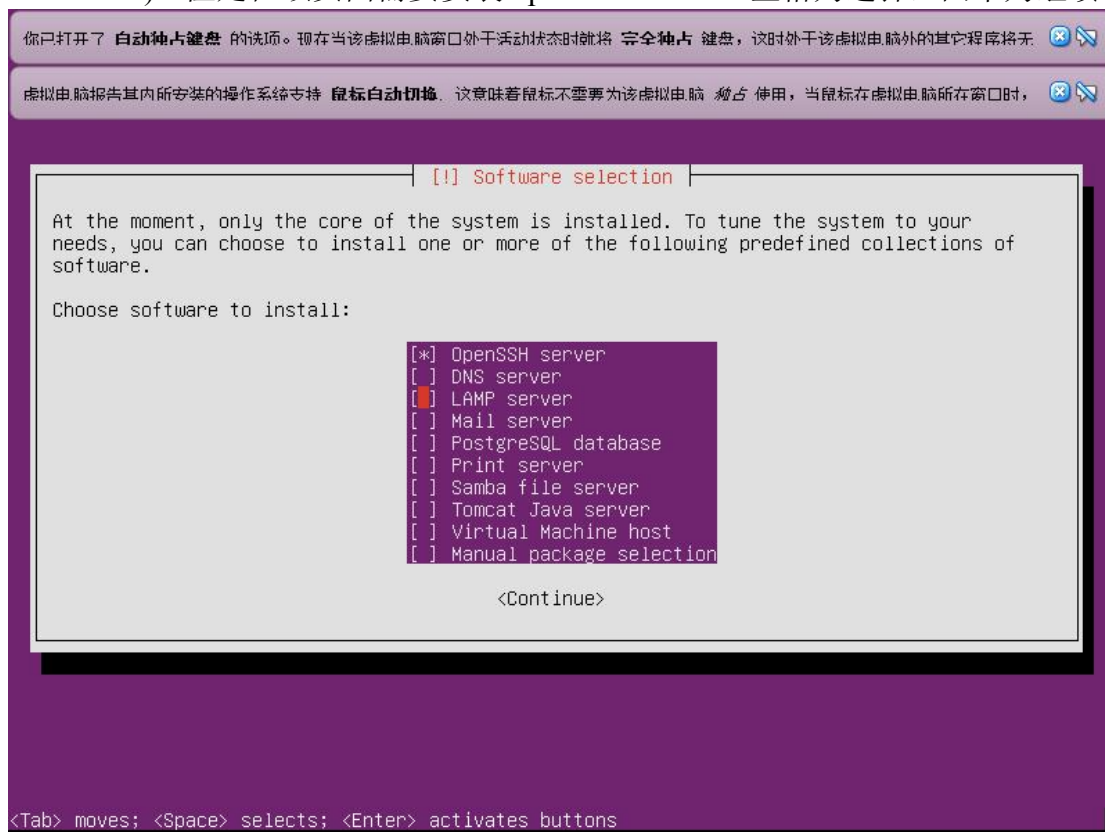 你已打开了 自动独占键盘 的选项。现在当该虚拟电脑窗口处于活动状态时就将 完全独占 键盘，这时处于该虚拟电脑外的其它程序将无
虚拟电脑报告其内所安装的操作系统支持 鼠标自动切换. 这意味着鼠标不需要为该虚拟电脑 独占 使用，当鼠标在虚拟电脑所在窗口时，
[!] Software selection
At the moment, only the core of the system is installed. To tune the system to your
needs, you can choose to install one or more of the following predefined collections of
software.
Choose software to install:
[*] OpenSSH server
[ ] DNS server
[ ] LAMP server
[ ] Mail server
[ ] PostgreSQL database
[ ] Print server
[ ] Samba file server
[ ] Tomcat Java server
[ ] Virtual Machine host
[ ] Manual package selection
<Continue>
<Tab> moves; <Space> selects; <Enter> activates buttons